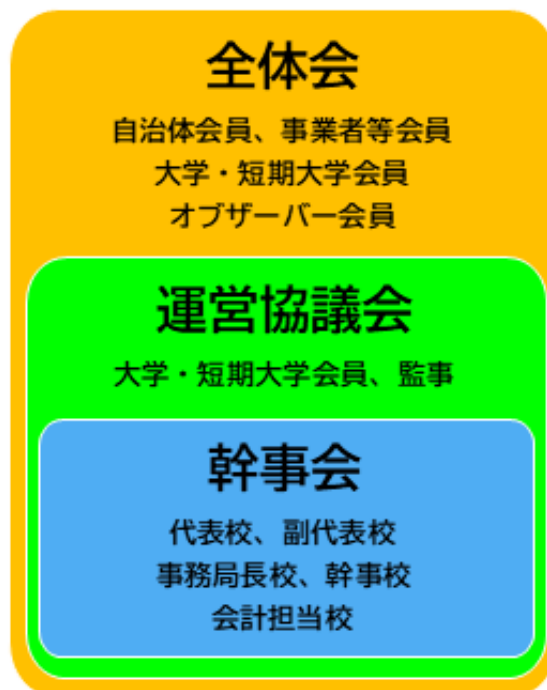 全体会
自治体会員、事業者等会員
大学・短期大学会員
オブザーバー会員
運営協議会
大学・短期大学会員、監事
幹事会
代表校、副代表校
事務局長校、幹事校
会計担当校